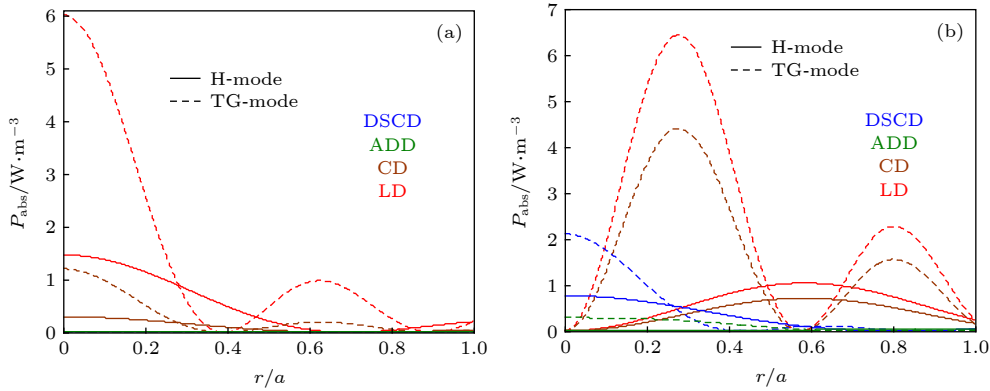 (a)
H-mode
TG-mode
DSCD
ADD
CD
LD
P_abs/W·m⁻³
6
5
4
3
2
1
0
0 0.2 0.4 0.6 0.8 1.0
r/a
(b)
H-mode
TG-mode
DSCD
ADD
CD
LD
P_abs/W·m⁻³
7
6
5
4
3
2
1
0
0 0.2 0.4 0.6 0.8 1.0
r/a